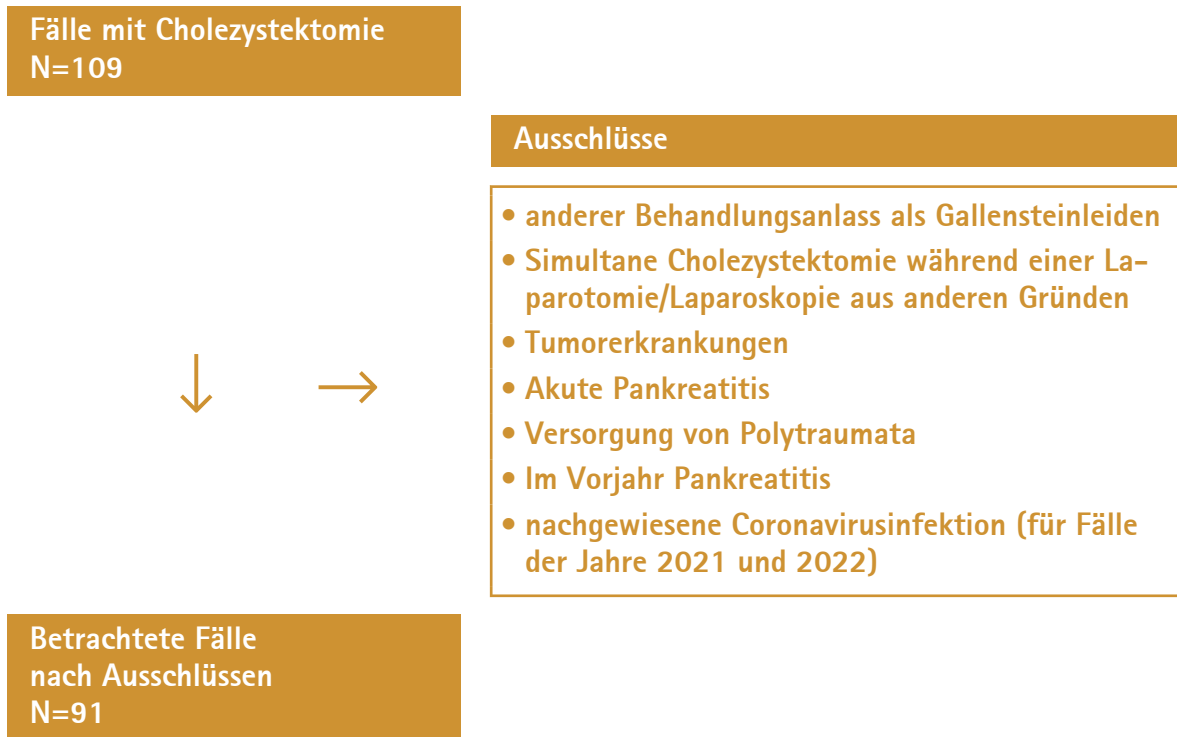 Fälle mit Cholezystektomie
N=109
Ausschlüsse
• anderer Behandlungsanlass als Gallensteinleiden
• Simultane Cholezystektomie während einer La-
parotomie/Laparoskopie aus anderen Gründen
• Tumorerkrankungen
• Akute Pankreatitis
• Versorgung von Polytraumata
• Im Vorjahr Pankreatitis
• nachgewiesene Coronavirusinfektion (für Fälle
der Jahre 2021 und 2022)
Betrachtete Fälle
nach Ausschlüssen
N=91